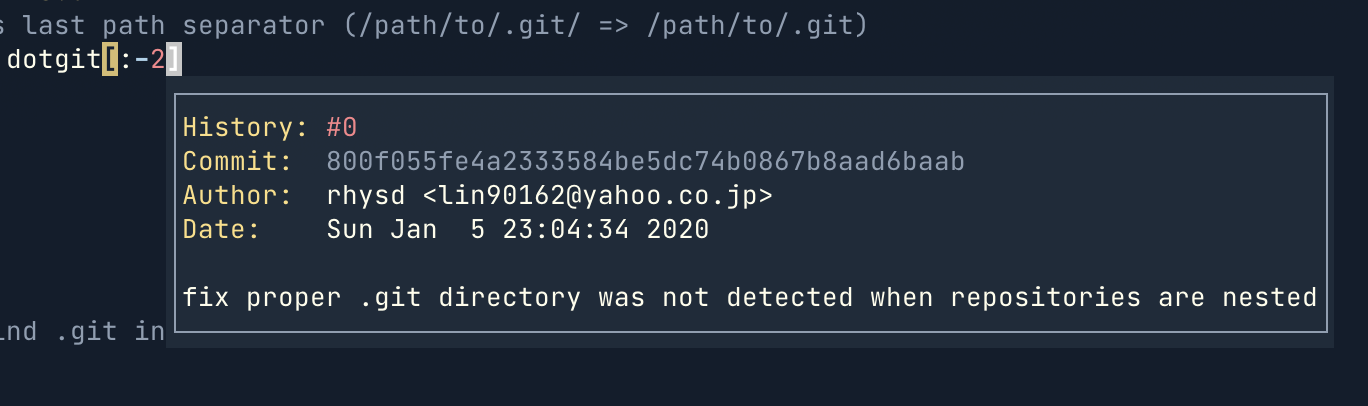 s last path separator (/path/to/.git/ => /path/to/.git)
dotgit[:-2]
History: #0
Commit:  800f055fe4a2333584be5dc74b0867b8aad6baab
Author:  rhysd <lin90162@yahoo.co.jp>
Date:    Sun Jan  5 23:04:34 2020
fix proper .git directory was not detected when repositories are nested
ind .git in